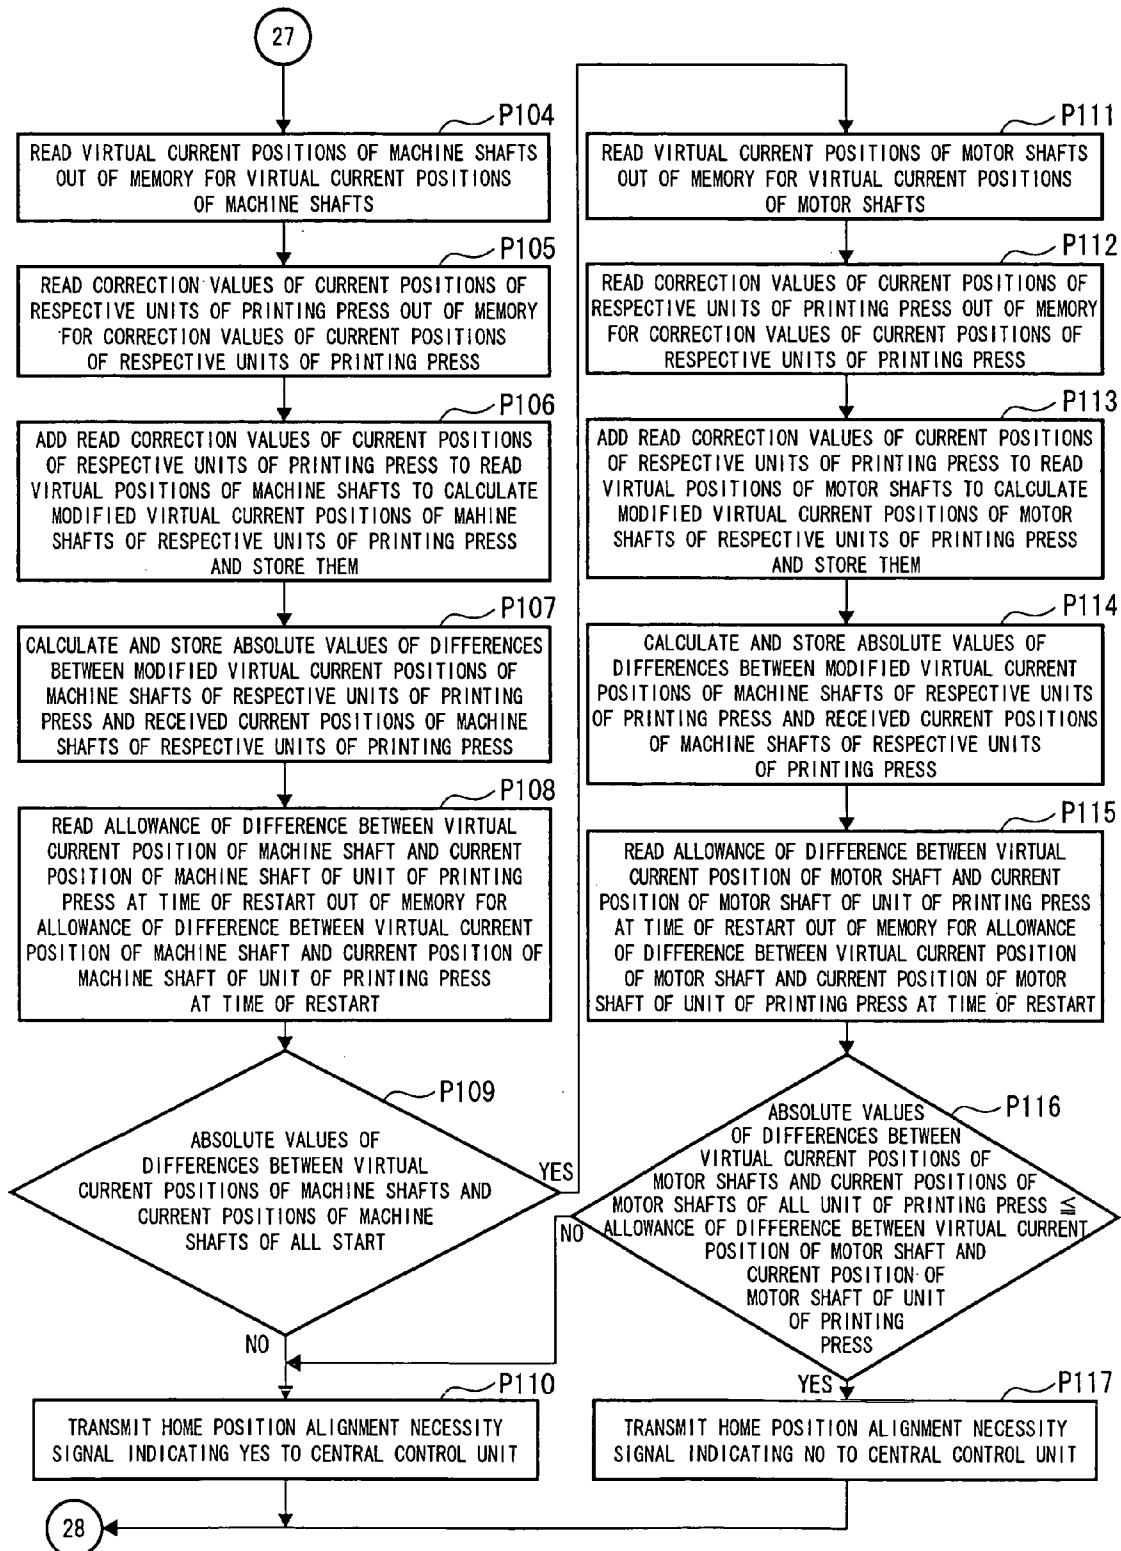 27
P104
READ VIRTUAL CURRENT POSITIONS OF MACHINE SHAFTS
OUT OF MEMORY FOR VIRTUAL CURRENT POSITIONS
OF MACHINE SHAFTS
P105
READ CORRECTION VALUES OF CURRENT POSITIONS OF
RESPECTIVE UNITS OF PRINTING PRESS OUT OF MEMORY
FOR CORRECTION VALUES OF CURRENT POSITIONS
OF RESPECTIVE UNITS OF PRINTING PRESS
P106
ADD READ CORRECTION VALUES OF CURRENT POSITIONS
OF RESPECTIVE UNITS OF PRINTING PRESS TO READ
VIRTUAL POSITIONS OF MACHINE SHAFTS TO CALCULATE
MODIFIED VIRTUAL CURRENT POSITIONS OF MAHINE
SHAFTS OF RESPECTIVE UNITS OF PRINTING PRESS
AND STORE THEM
P107
CALCULATE AND STORE ABSOLUTE VALUES OF DIFFERENCES
BETWEEN MODIFIED VIRTUAL CURRENT POSITIONS OF
MACHINE SHAFTS OF RESPECTIVE UNITS OF PRINTING
PRESS AND RECEIVED CURRENT POSITIONS OF MACHINE
SHAFTS OF RESPECTIVE UNITS OF PRINTING PRESS
P108
READ ALLOWANCE OF DIFFERENCE BETWEEN VIRTUAL
CURRENT POSITION OF MACHINE SHAFT AND CURRENT
POSITION OF MACHINE SHAFT OF UNIT OF PRINTING
PRESS AT TIME OF RESTART OUT OF MEMORY FOR
ALLOWANCE OF DIFFERENCE BETWEEN VIRTUAL CURRENT
POSITION OF MACHINE SHAFT AND CURRENT POSITION OF
MACHINE SHAFT OF UNIT OF PRINTING PRESS
AT TIME OF RESTART
P109
ABSOLUTE VALUES OF
DIFFERENCES BETWEEN VIRTUAL
CURRENT POSITIONS OF MACHINE SHAFTS AND
CURRENT POSITIONS OF MACHINE
SHAFTS OF ALL START
YES
NO
P110
TRANSMIT HOME POSITION ALIGNMENT NECESSITY
SIGNAL INDICATING YES TO CENTRAL CONTROL UNIT
28
P111
READ VIRTUAL CURRENT POSITIONS OF MOTOR SHAFTS
OUT OF MEMORY FOR VIRTUAL CURRENT POSITIONS
OF MOTOR SHAFTS
P112
READ CORRECTION VALUES OF CURRENT POSITIONS OF
RESPECTIVE UNITS OF PRINTING PRESS OUT OF MEMORY
FOR CORRECTION VALUES OF CURRENT POSITIONS OF
RESPECTIVE UNITS OF PRINTING PRESS
P113
ADD READ CORRECTION VALUES OF CURRENT POSITIONS
OF RESPECTIVE UNITS OF PRINTING PRESS TO READ
VIRTUAL POSITIONS OF MOTOR SHAFTS TO CALCULATE
MODIFIED VIRTUAL CURRENT POSITIONS OF MOTOR
SHAFTS OF RESPECTIVE UNITS OF PRINTING PRESS
AND STORE THEM
P114
CALCULATE AND STORE ABSOLUTE VALUES OF
DIFFERENCES BETWEEN MODIFIED VIRTUAL CURRENT
POSITIONS OF MACHINE SHAFTS OF RESPECTIVE UNITS
OF PRINTING PRESS AND RECEIVED CURRENT POSITIONS
OF MACHINE SHAFTS OF RESPECTIVE UNITS
OF PRINTING PRESS
P115
READ ALLOWANCE OF DIFFERENCE BETWEEN VIRTUAL
CURRENT POSITION OF MOTOR SHAFT AND CURRENT
POSITION OF MOTOR SHAFT OF UNIT OF PRINTING PRESS
AT TIME OF RESTART OUT OF MEMORY FOR ALLOWANCE
OF DIFFERENCE BETWEEN VIRTUAL CURRENT POSITION
OF MOTOR SHAFT AND CURRENT POSITION OF MOTOR
SHAFT OF UNIT OF PRINTING PRESS AT TIME OF RESTART
P116
ABSOLUTE VALUES
OF DIFFERENCES BETWEEN
VIRTUAL CURRENT POSITIONS OF
MOTOR SHAFTS AND CURRENT POSITIONS OF
MOTOR SHAFTS OF ALL UNIT OF PRINTING PRESS ≦
ALLOWANCE OF DIFFERENCE BETWEEN VIRTUAL CURRENT
POSITION OF MOTOR SHAFT AND
CURRENT POSITION OF
MOTOR SHAFT OF UNIT
OF PRINTING
PRESS
NO
YES
P117
TRANSMIT HOME POSITION ALIGNMENT NECESSITY
SIGNAL INDICATING NO TO CENTRAL CONTROL UNIT